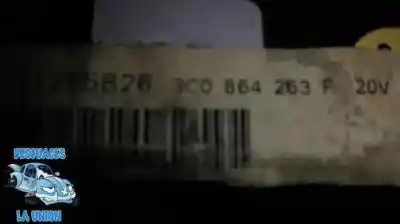 3C0 864 263 F 20V
DESGUACES
LA UNION